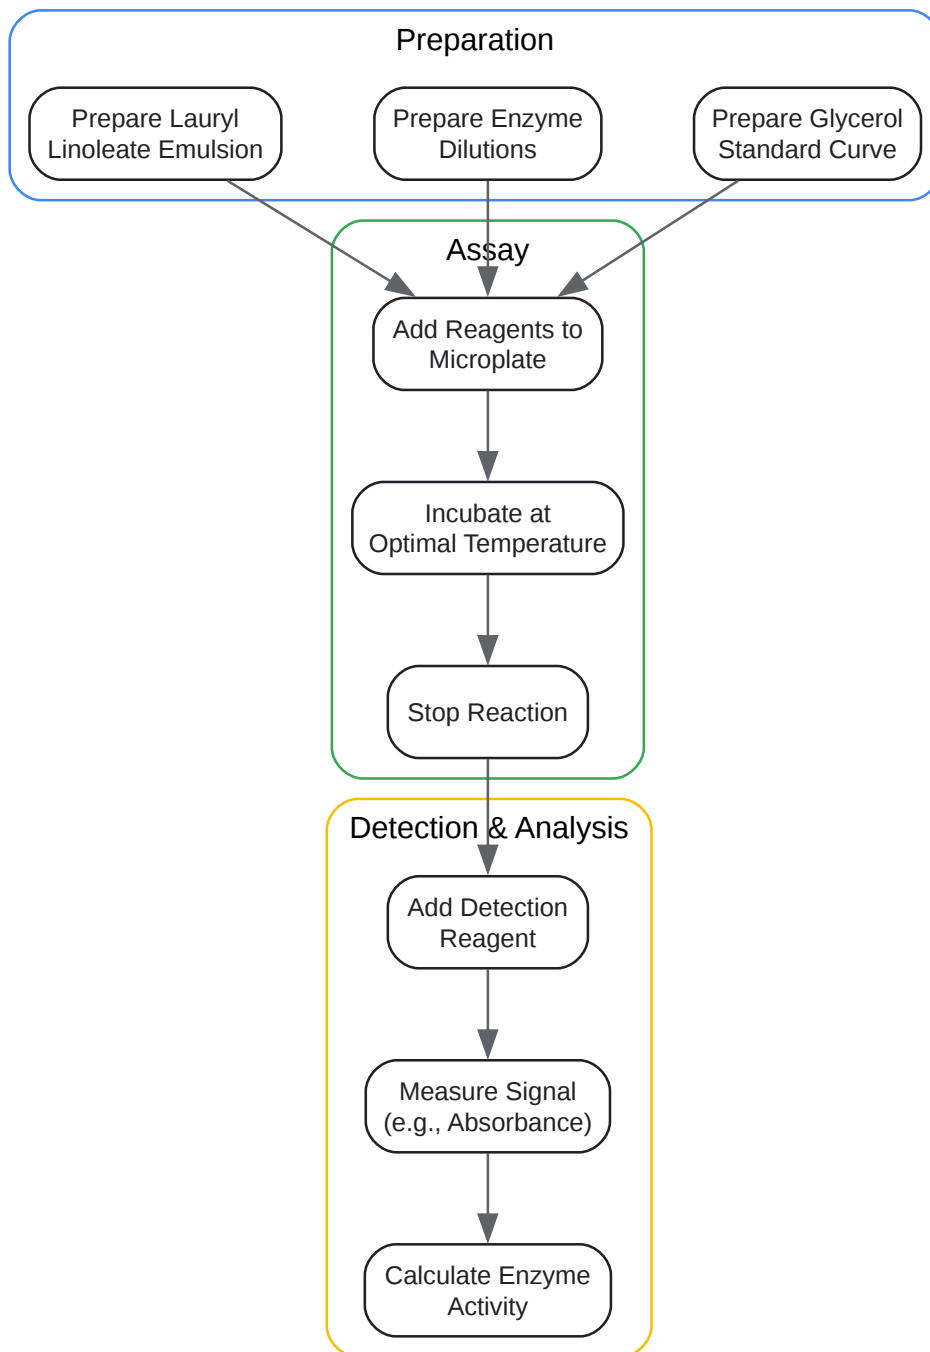 Preparation
Prepare Lauryl
Linoleate Emulsion
Prepare Enzyme
Dilutions
Prepare Glycerol
Standard Curve
Assay
Add Reagents to
Microplate
Incubate at
Optimal Temperature
Stop Reaction
Detection & Analysis
Add Detection
Reagent
Measure Signal
(e.g., Absorbance)
Calculate Enzyme
Activity